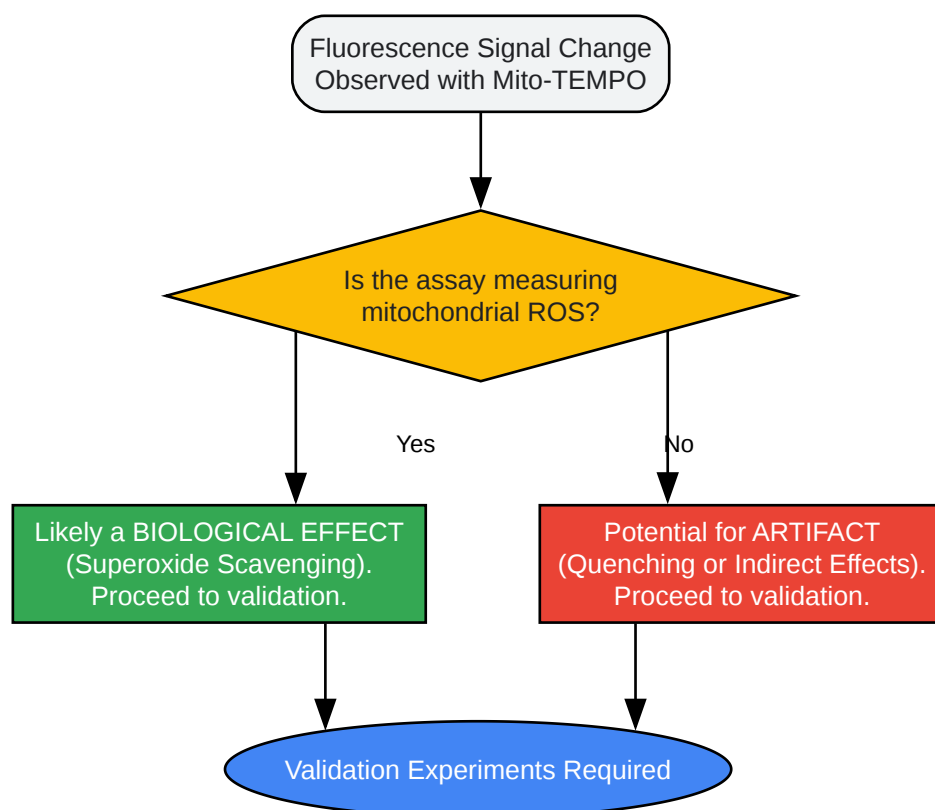 Fluorescence Signal Change
Observed with Mito-TEMPO
Is the assay measuring
mitochondrial ROS?
Yes
No
Likely a BIOLOGICAL EFFECT
(Superoxide Scavenging).
Proceed to validation.
Potential for ARTIFACT
(Quenching or Indirect Effects).
Proceed to validation.
Validation Experiments Required